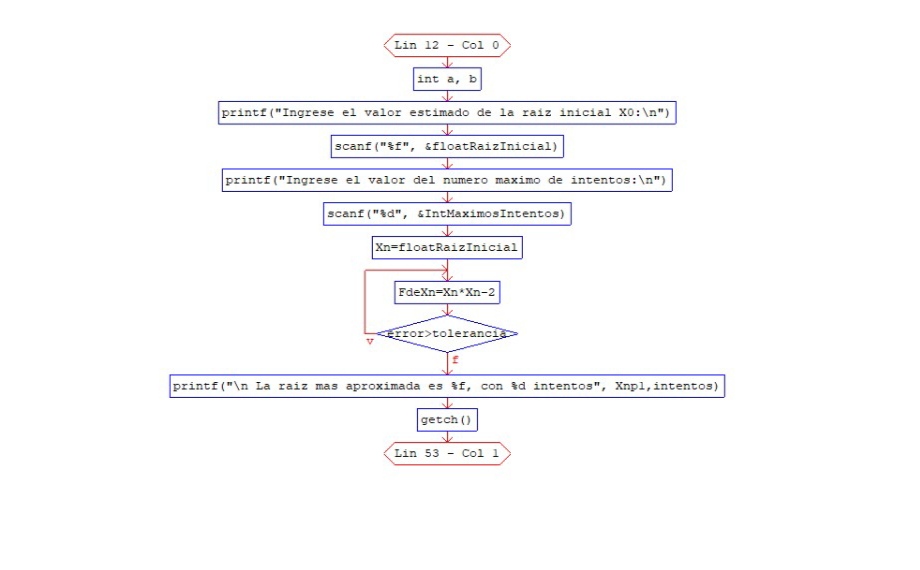 Lin 12 - Col 0
int a, b
printf("Ingrese el valor estimado de la raiz inicial X0:\n")
scanf("%f", &floatRaizInicial)
printf("Ingrese el valor del numero maximo de intentos:\n")
scanf("%d", &IntMaximosIntentos)
Xn=floatRaizInicial
FdeXn=Xn*Xn-2
error>tolerancia
v
f
printf("\n La raiz mas aproximada es %f, con %d intentos", Xnp1,intentos)
getch()
Lin 53 - Col 1